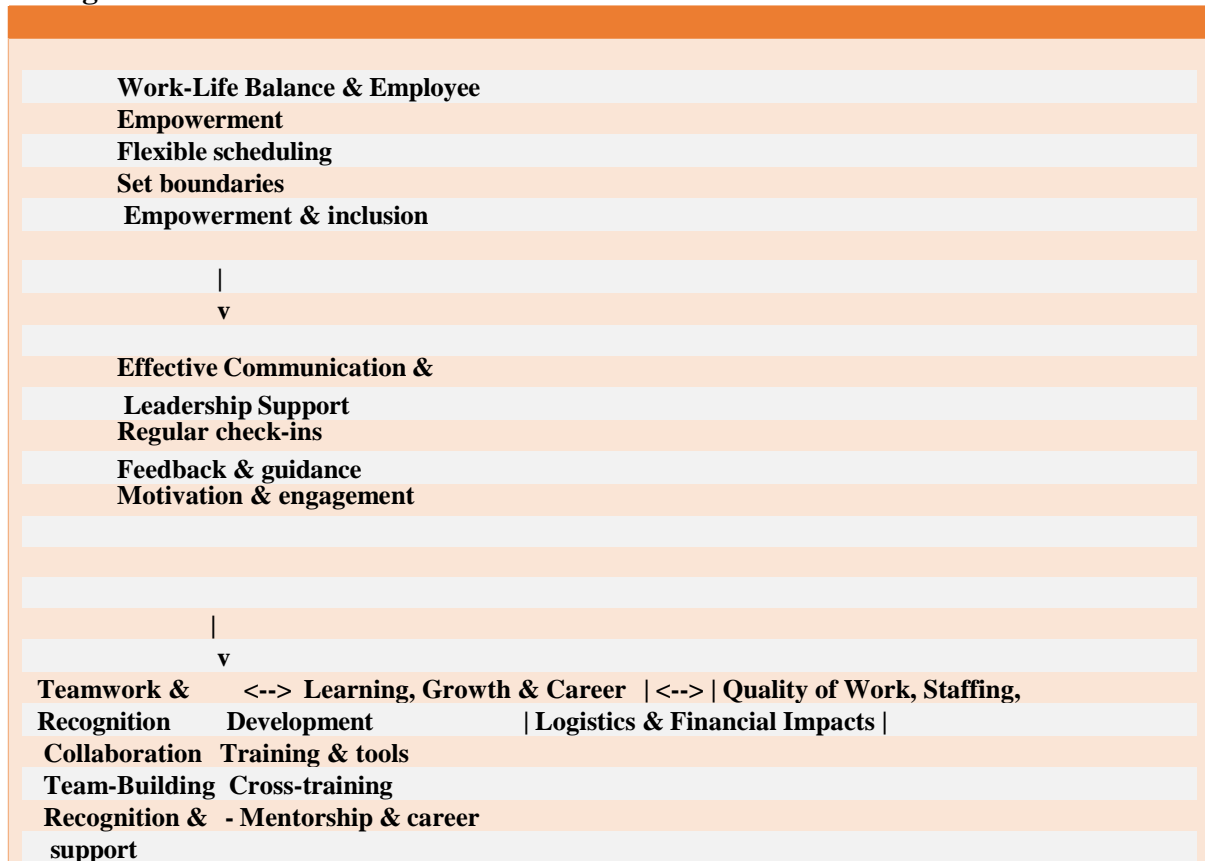 Work-Life Balance & Employee
Empowerment
Flexible scheduling
Set boundaries
Empowerment & inclusion
|
v
Effective Communication &
Leadership Support
Regular check-ins
Feedback & guidance
Motivation & engagement
|
v
Teamwork & <--> Learning, Growth & Career | <--> | Quality of Work, Staffing,
Recognition Development | Logistics & Financial Impacts |
Collaboration Training & tools
Team-Building Cross-training
Recognition & - Mentorship & career
support